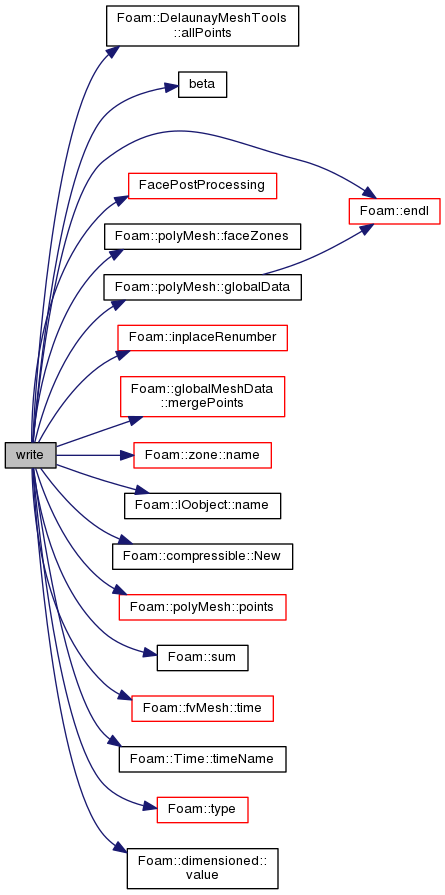 Foam::DelaunayMeshTools
::allPoints
beta
FacePostProcessing
Foam::endl
Foam::polyMesh::faceZones
Foam::polyMesh::globalData
Foam::inplaceRenumber
Foam::globalMeshData
::mergePoints
write
Foam::zone::name
Foam::IOobject::name
Foam::compressible::New
Foam::polyMesh::points
Foam::sum
Foam::fvMesh::time
Foam::Time::timeName
Foam::type
Foam::dimensioned::
value